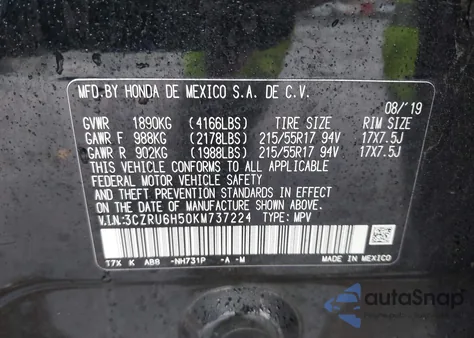 MFD.BY HONDA DE MEXICO S.A. DE C.V.
08/'19
GVWR 1890KG (4166LBS) TIRE SIZE RIM SIZE
GAWR F 988KG (2178LBS) 215/55R17 94V 17X7.5J
GAWR R 902KG (1988LBS) 215/55R17 94V 17X7.5J
THIS VEHICLE CONFORMS TO ALL APPLICABLE
FEDERAL MOTOR VEHICLE SAFETY, BUMPER,
AND THEFT PREVENTION STANDARDS IN EFFECT
ON THE DATE OF MANUFACTURE SHOWN ABOVE.
V.I.N:3CZRU6H50KM737224 TYPE: MPV
T7X K AB8 -NH731P -A -M MADE IN MEXICO
autoSnap